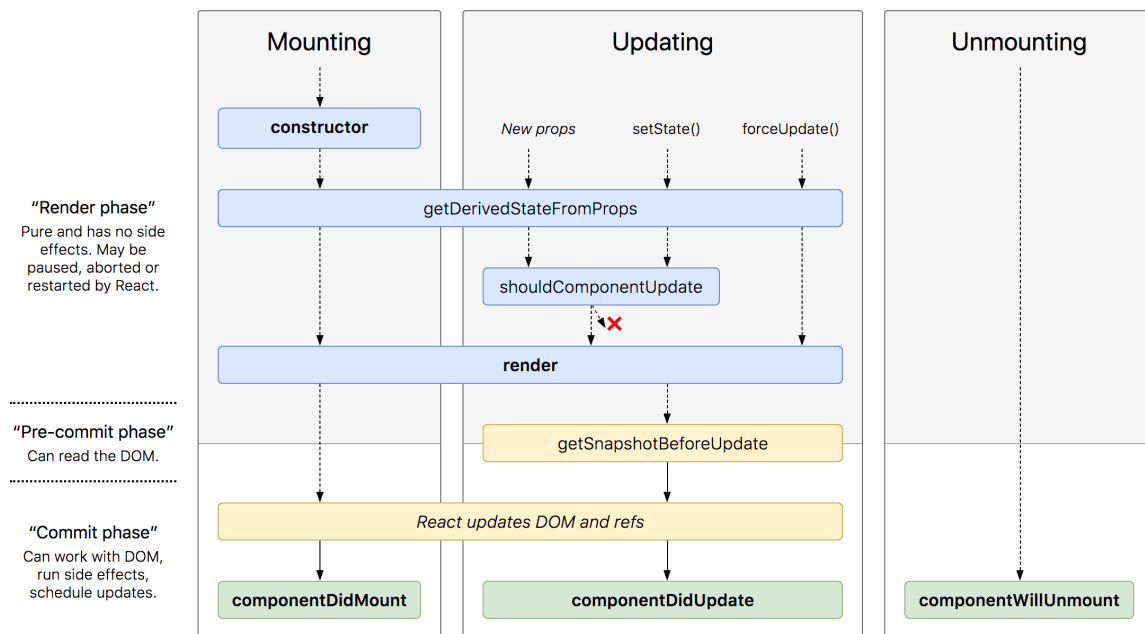 Mounting
Updating
Unmounting
constructor
New props
setState()
forceUpdate()
“Render phase”
Pure and has no side
effects. May be
paused, aborted or
restarted by React.
getDerivedStateFromProps
shouldComponentUpdate
render
“Pre-commit phase”
Can read the DOM.
getSnapshotBeforeUpdate
“Commit phase”
Can work with DOM,
run side effects,
schedule updates.
React updates DOM and refs
componentDidMount
componentDidUpdate
componentWillUnmount